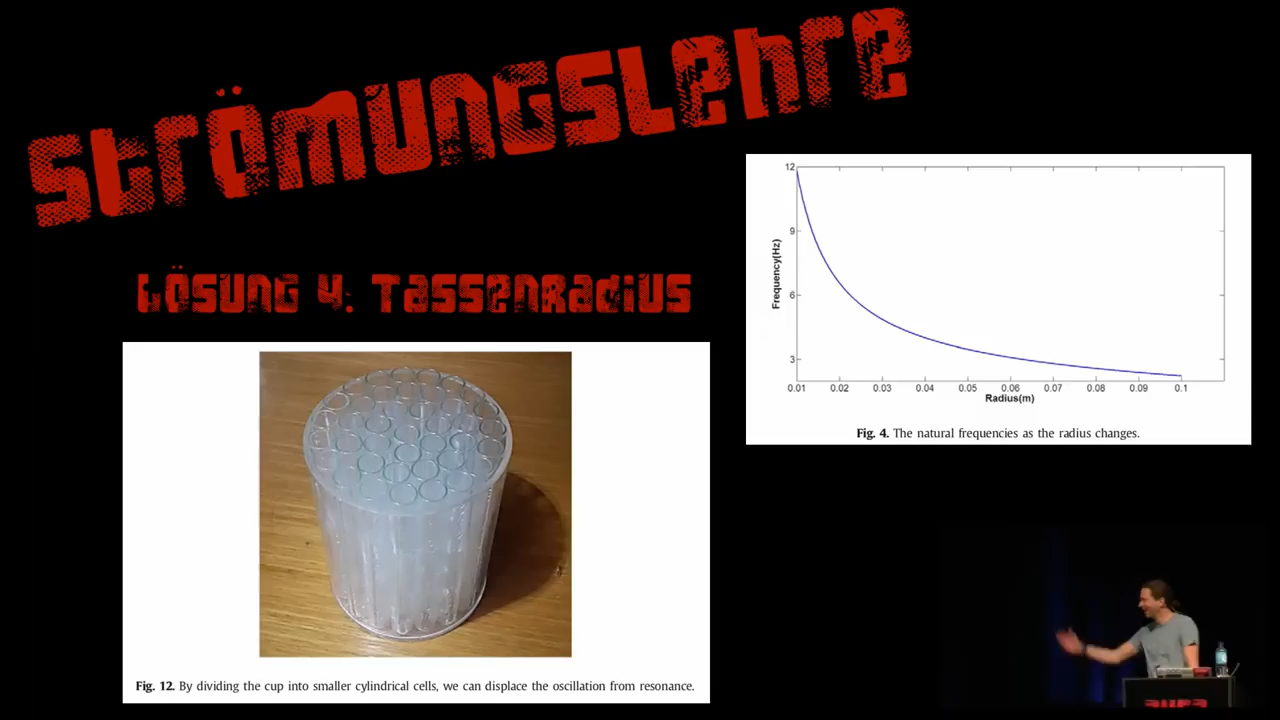 Strömungslehre
Lösung 4: Tassenradius
12
9
6
3
Frequency(Hz)
0.01 0.02 0.03 0.04 0.05 0.06 0.07 0.08 0.09 0.1
Radius(m)
Fig. 4. The natural frequencies as the radius changes.
Fig. 12. By dividing the cup into smaller cylindrical cells, we can displace the oscillation from resonance.